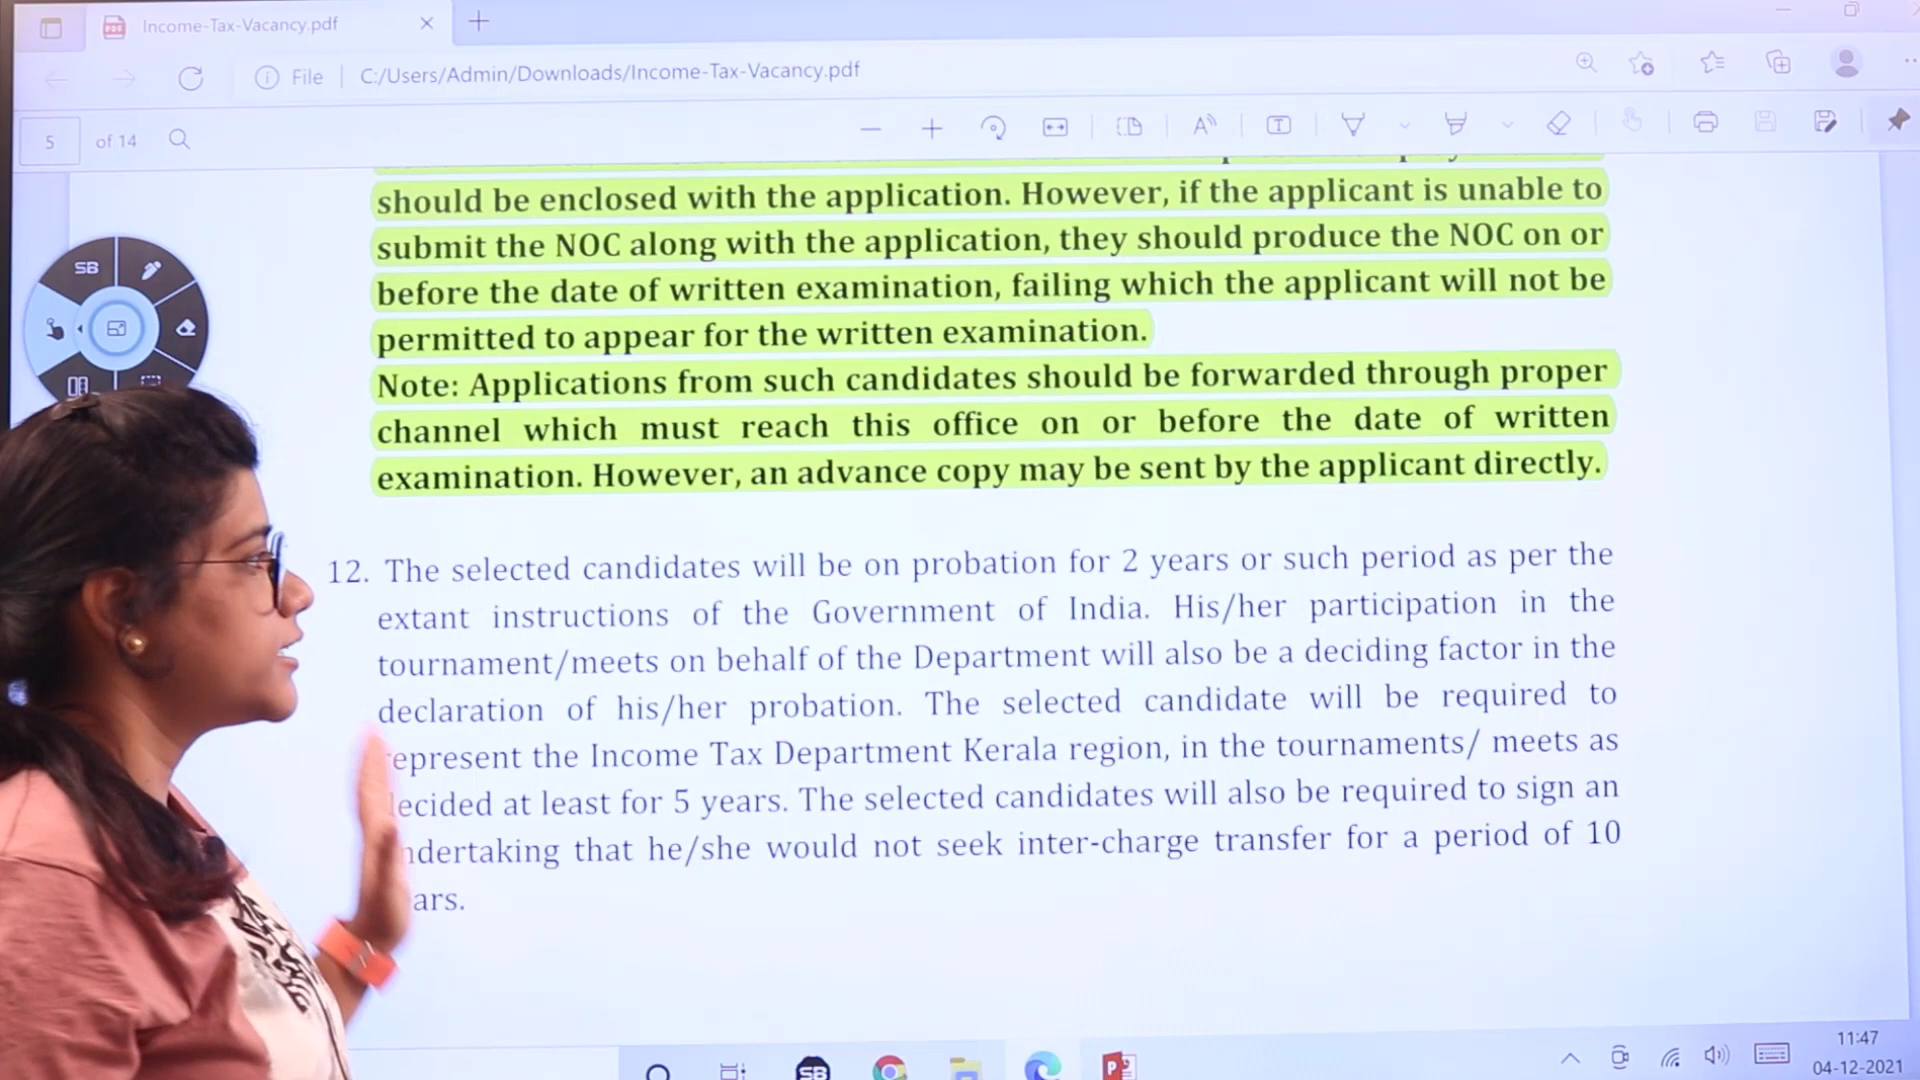 Income-Tax-Vacancy.pdf
File C:/Users/Admin/Downloads/Income-Tax-Vacancy.pdf
5 of 14
should be enclosed with the application. However, if the applicant is unable to
SB
submit the NOC along with the application, they should produce the NOC on or
before the date of written examination, failing which the applicant will not be
permitted to appear for the written examination.
Note: Applications from such candidates should be forwarded through proper
channel which must reach this office on or before the date of written
examination. However, an advance copy may be sent by the applicant directly.
12. The selected candidates will be on probation for 2 years or such period as per the
extant instructions of the Government of India. His/her participation in the
tournament/meets on behalf of the Department will also be a deciding factor in the
declaration of his/her probation. The selected candidate will be required to
epresent the Income Tax Department Kerala region, in the tournaments/ meets as
ecided at least for 5 years. The selected candidates will also be required to sign an
ndertaking that he/she would not seek inter-charge transfer for a period of 10
ars.
11:47
SB
04-12-2021